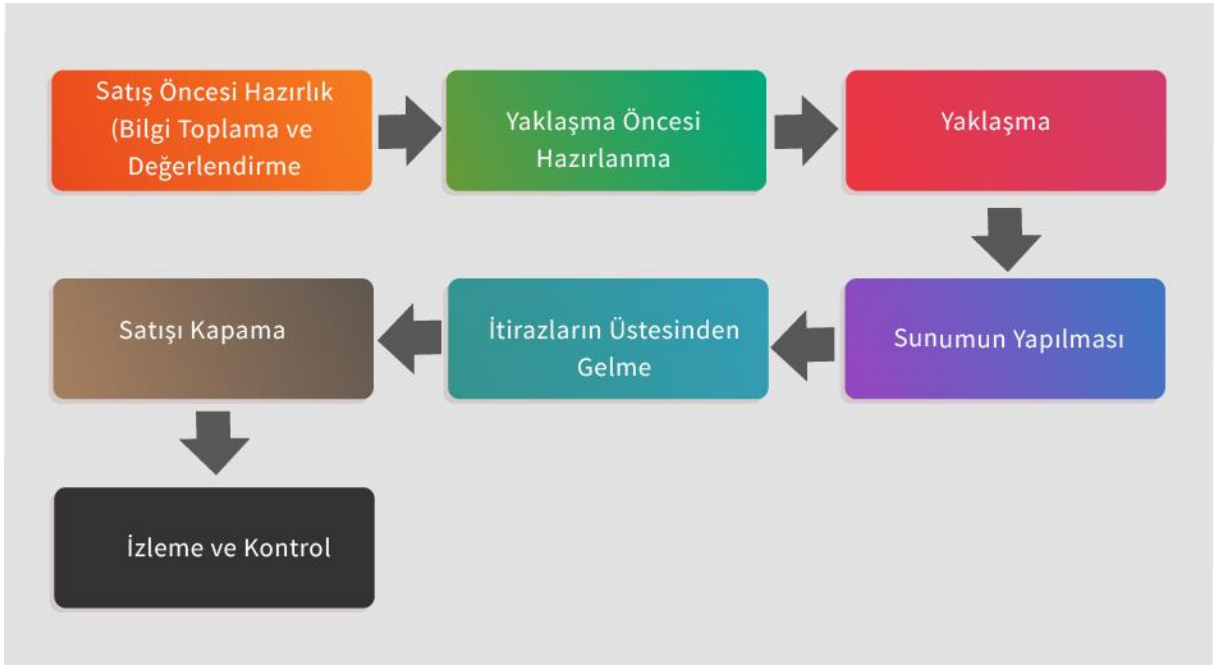 Satış Öncesi Hazırlık
(Bilgi Toplama ve
Değerlendirme
Yaklaşma Öncesi
Hazırlanma
Yaklaşma
Sunumun Yapılması
İtirazların Üstesinden
Gelme
Satışı Kapama
İzleme ve Kontrol